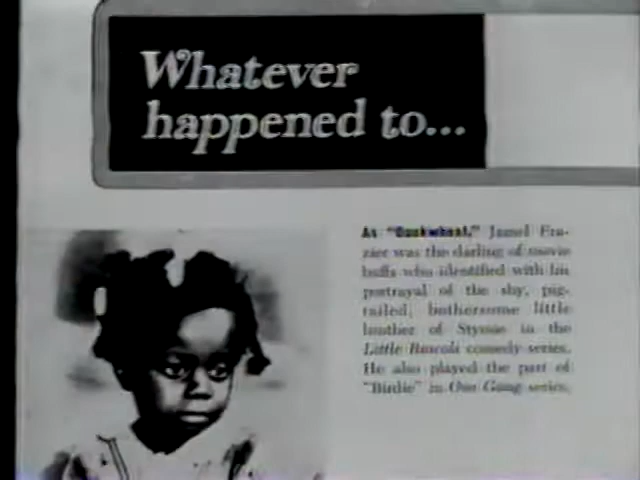 Whatever
happened to...
As "Buckwheat," Jamel Fra-
zier was the darling of movie
buffs who identified with his
portrayal of the shy, pig-
tailed, bothersome little
brother of Stymie in the
Little Rascals comedy series.
He also played the part of
"Birdie" in Our Gang series.